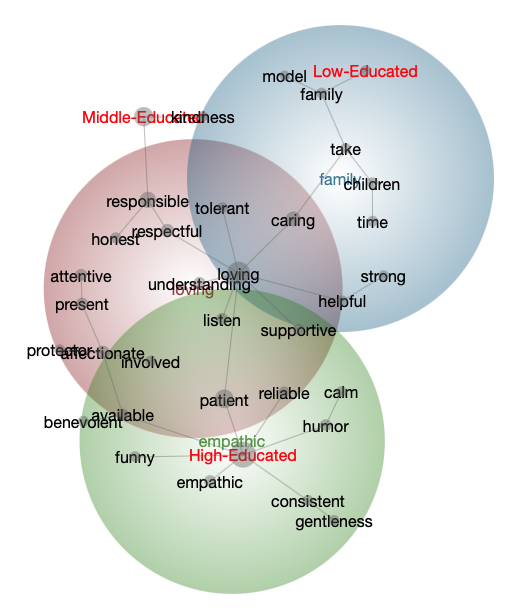 model
Low-Educated
family
Middle-Educated
kindness
take
family
children
responsible
tolerant
caring
time
honest
respectful
attentive
loving
strong
understanding
loving
present
helpful
listen
supportive
protector
affectionate
involved
reliable
calm
patient
benevolent
available
humor
empathic
High-Educated
funny
empathic
consistent
gentleness